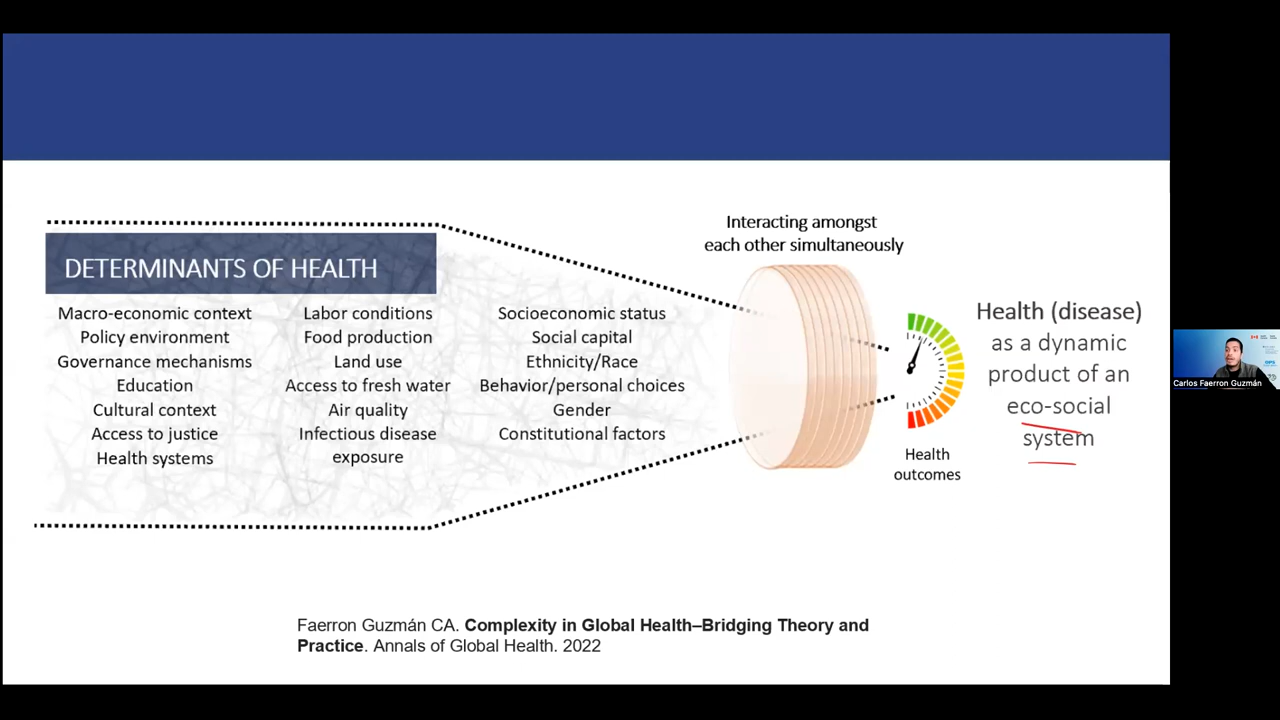 DETERMINANTS OF HEALTH
Macro-economic context
Policy environment
Governance mechanisms
Education
Cultural context
Access to justice
Health systems
Labor conditions
Food production
Land use
Access to fresh water
Air quality
Infectious disease
exposure
Socioeconomic status
Social capital
Ethnicity/Race
Behavior/personal choices
Gender
Constitutional factors
Interacting amongst
each other simultaneously
Health
outcomes
Health (disease)
as a dynamic
product of an
eco-social
system
Faerron Guzmán CA. Complexity in Global Health–Bridging Theory and
Practice. Annals of Global Health. 2022
Carlos Faerron Guzmán